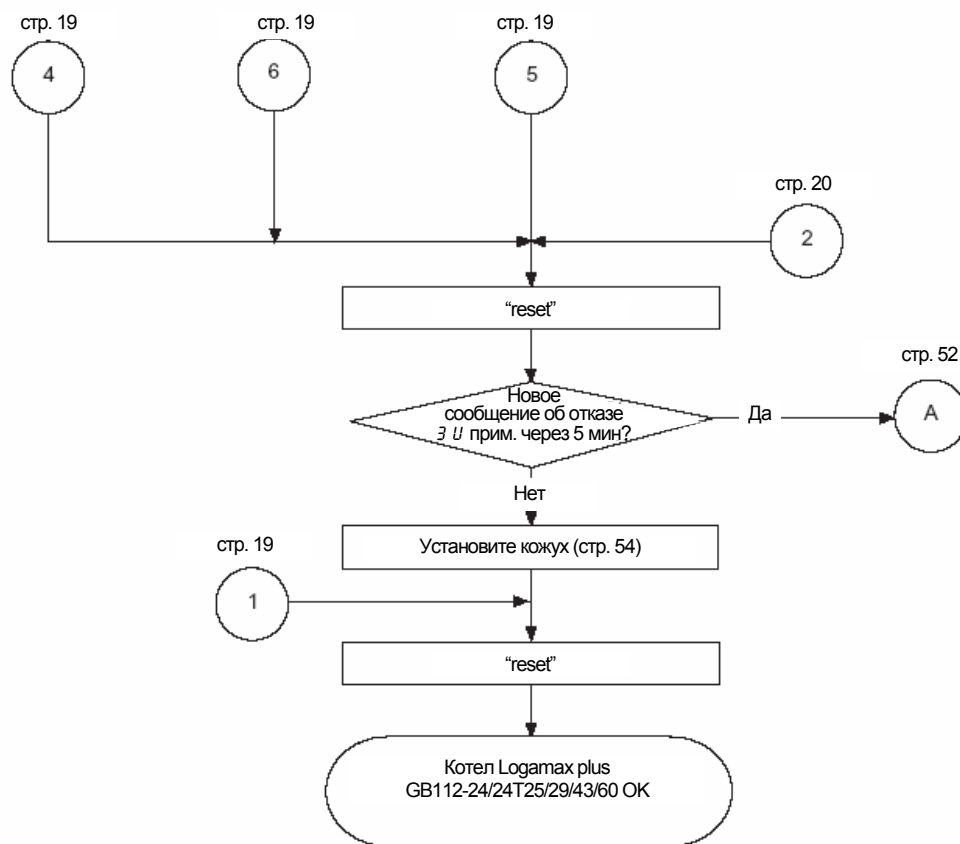 стр. 19
стр. 19
стр. 19
4
6
5
стр. 20
2
“reset”
стр. 52
Новое
сообщение об отказе
3 U прим. через 5 мин?
Да
A
Нет
Установите кожух (стр. 54)
стр. 19
1
“reset”
Котел Logamax plus
GB112-24/24T25/29/43/60 OK